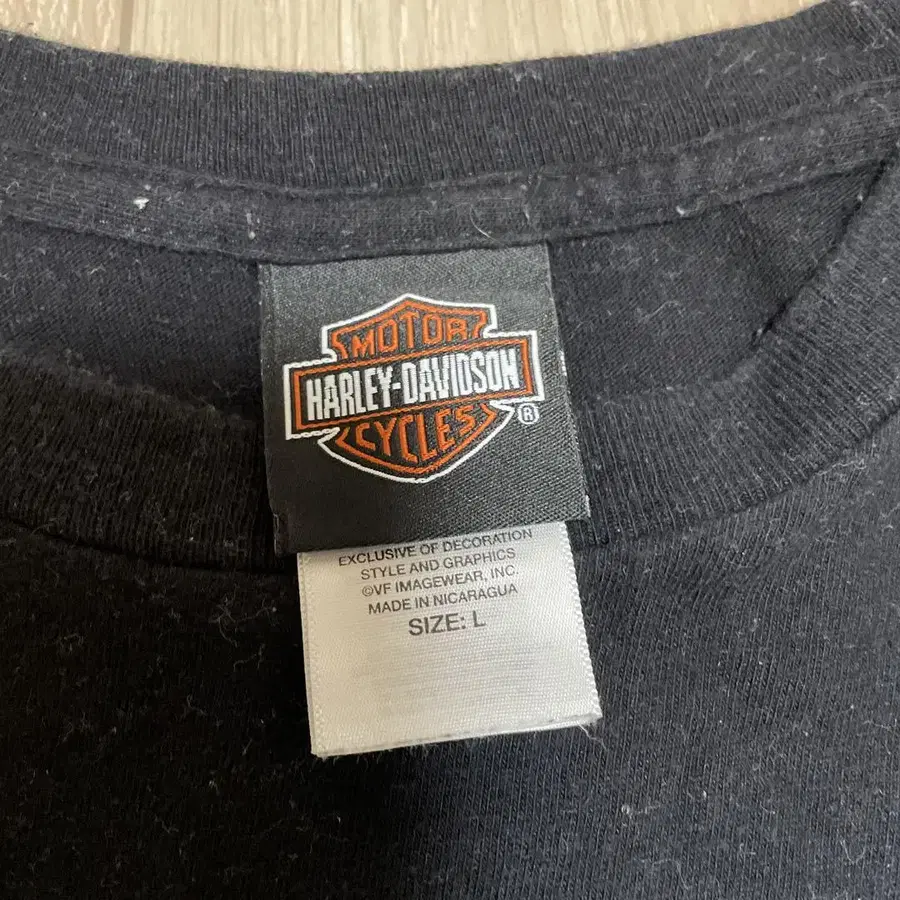 MOTOR
HARLEY-DAVIDSON
CYCLES
®
EXCLUSIVE OF DECORATION
STYLE AND GRAPHICS
©VF IMAGEWEAR, INC.
MADE IN NICARAGUA
SIZE: L